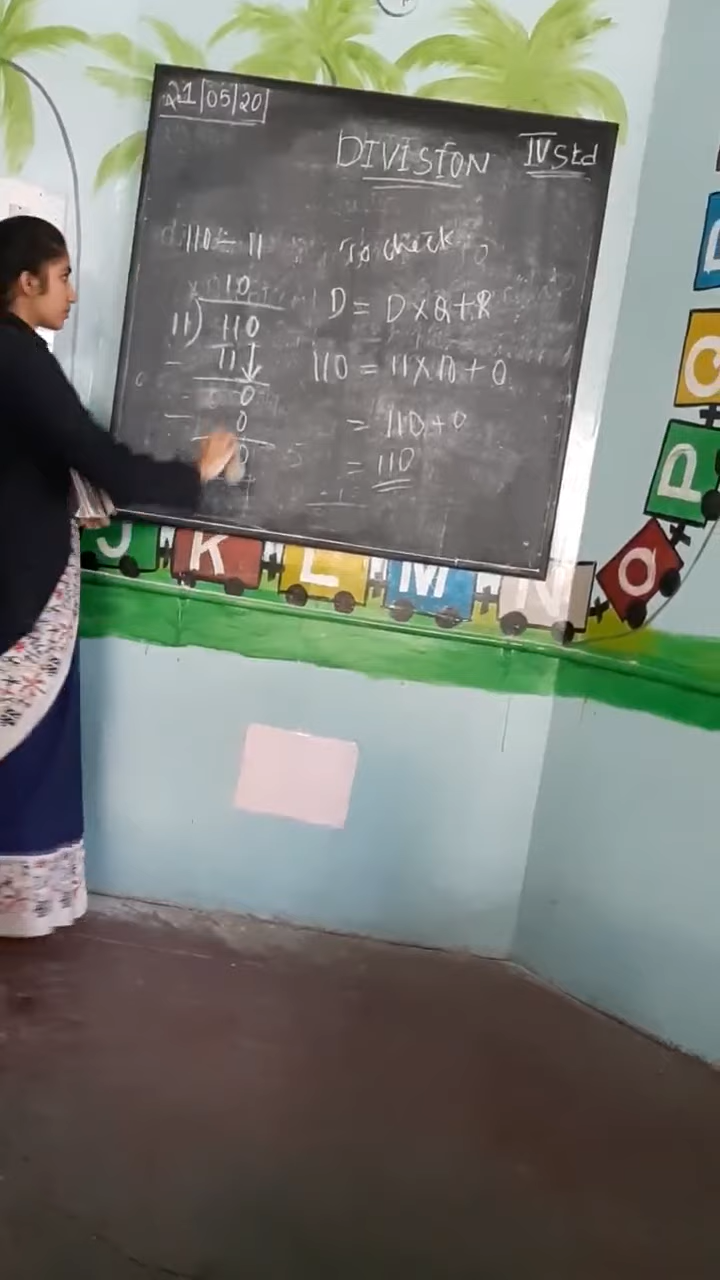 21/05/20
DIVISION IV Std
110 ÷ 11
To check
10
11) 110
- 11
0
- 0
0
D = D×Q+R
110 = 11×10+0
= 110+0
= 110
J K L M N O P Q